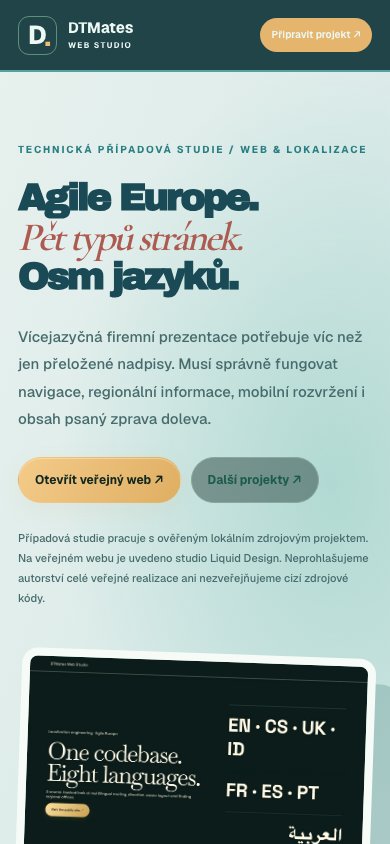 D.
DTMates
WEB STUDIO
Připravit projekt ↗
TECHNICKÁ PŘÍPADOVÁ STUDIE / WEB & LOKALIZACE
Agile Europe.
Pět typů stránek.
Osm jazyků.
Vícejazyčná firemní prezentace potřebuje víc než
jen přeložené nadpisy. Musí správně fungovat
navigace, regionální informace, mobilní rozvržení i
obsah psaný zprava doleva.
Otevřít veřejný web ↗
Další projekty ↗
Případová studie pracuje s ověřeným lokálním zdrojovým projektem.
Na veřejném webu je uvedeno studio Liquid Design. Neprohlašujeme
autorství celé veřejné realizace ani nezveřejňujeme cizí zdrojové
kódy.
DTMates Web Studio
One codebase.
Eight languages.
EN · CS · UK ·
ID
FR · ES · PT
العربية